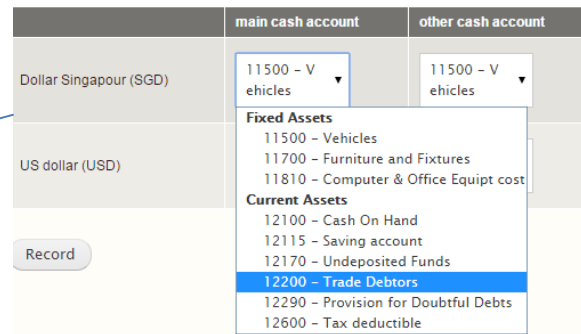 main cash account other cash account
Dollar Singapour (SGD)
11500 – V
ehicles
11500 – V
ehicles
US dollar (USD)
Fixed Assets
11500 – Vehicles
11700 – Furniture and Fixtures
11810 – Computer & Office Equipt cost
Current Assets
12100 – Cash On Hand
12115 – Saving account
12170 – Undeposited Funds
12200 – Trade Debtors
12290 – Provision for Doubtful Debts
12600 – Tax deductible
Record